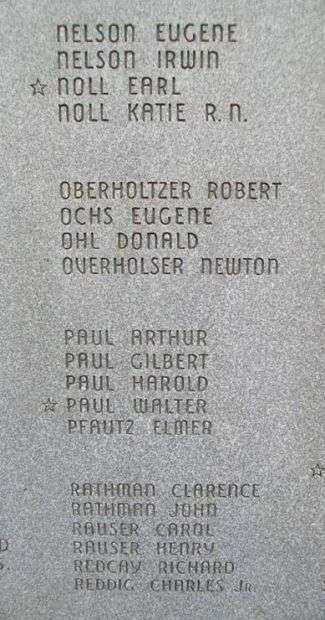 NELSON EUGENE
NELSON IRWIN
☆ NOLL EARL
NOLL KATIE R.N.
OBERHOLTZER ROBERT
OCHS EUGENE
OHL DONALD
OVERHOLSER NEWTON
PAUL ARTHUR
PAUL GILBERT
PAUL HAROLD
☆ PAUL WALTER
PFAUTZ ELMER
RATHMAN CLARENCE
RATHMAN JOHN
RAUSER CAROL
RAUSER HENRY
REDCAY RICHARD
REDDIG CHARLES JR.